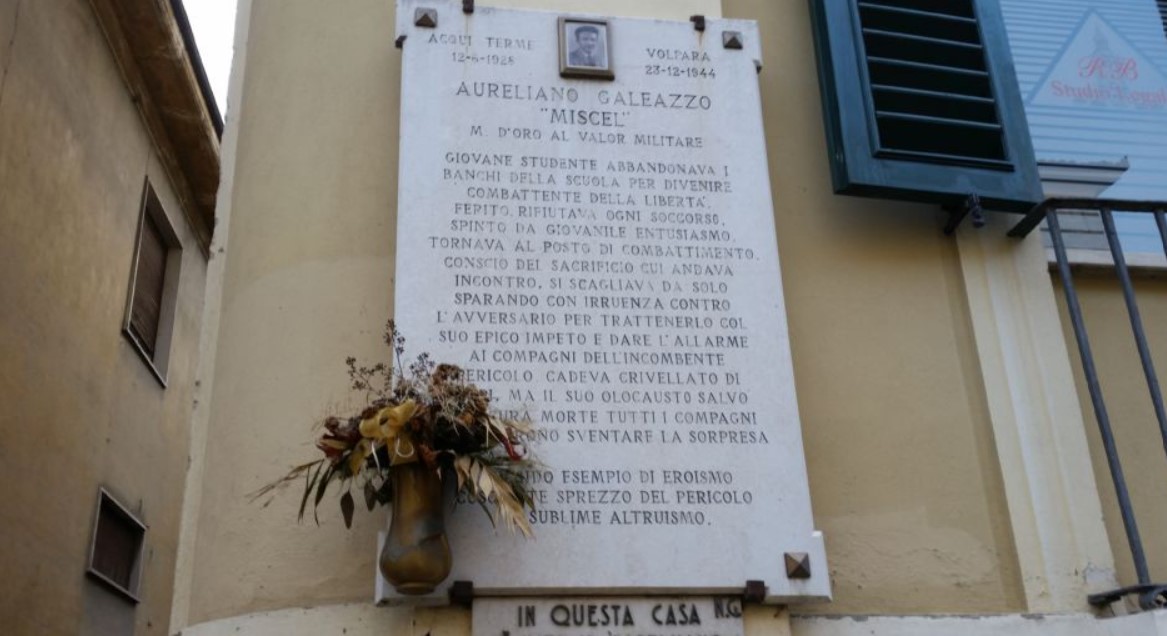 ACQUI TERME
12-6-1928
VOLPARA
23-12-1944
AURELIANO GALEAZZO
"MISCEL"
M. D'ORO AL VALOR MILITARE
GIOVANE STUDENTE ABBANDONAVA I
BANCHI DELLA SCUOLA PER DIVENIRE
COMBATTENTE DELLA LIBERTA'.
FERITO, RIFIUTAVA OGNI SOCCORSO,
SPINTO DA GIOVANILE ENTUSIASMO,
TORNAVA AL POSTO DI COMBATTIMENTO.
CONSCIO DEL SACRIFICIO CUI ANDAVA
INCONTRO, SI SCAGLIAVA DA SOLO
SPARANDO CON IRRUENZA CONTRO
L'AVVERSARIO PER TRATTENERLO COL
SUO EPICO IMPETO E DARE L'ALLARME
AI COMPAGNI DELL'INCOMBENTE
PERICOLO. CADEVA CRIVELLATO DI
MA IL SUO OLOCAUSTO SALVO
MORTE TUTTI I COMPAGNI
SVENTARE LA SORPRESA
ESEMPIO DI EROISMO
SPREZZO DEL PERICOLO
SUBLIME ALTRUISMO.
IN QUESTA CASA N.6
RB
Studio Legal